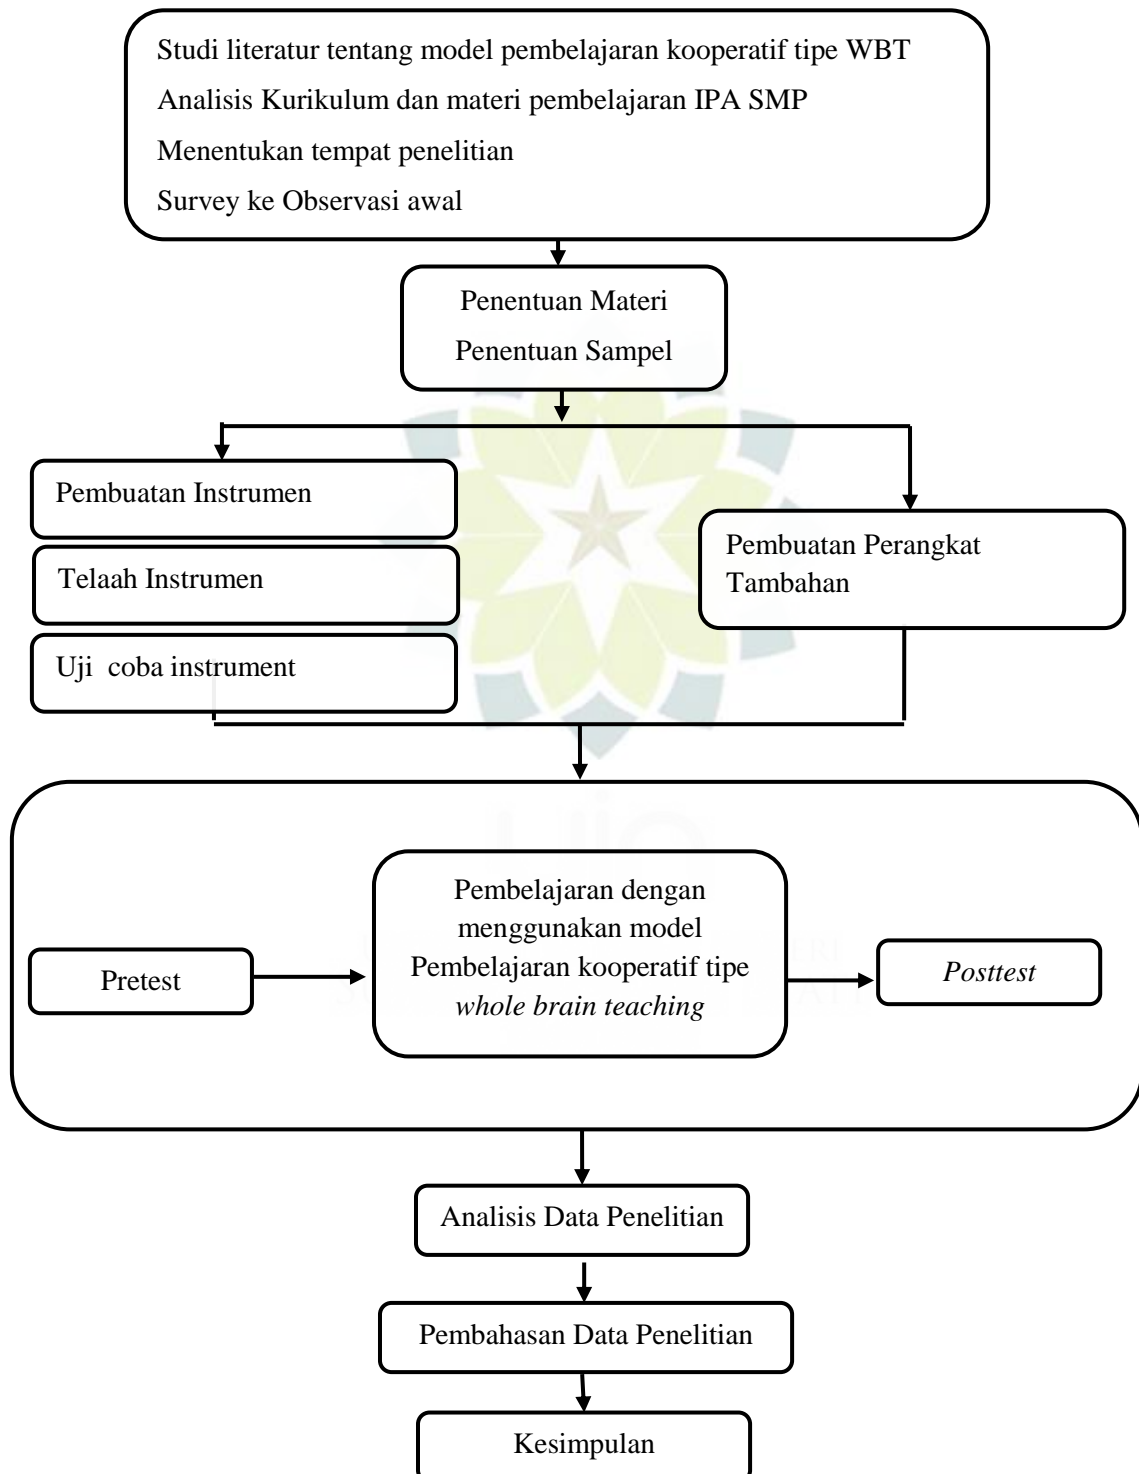 Studi literatur tentang model pembelajaran kooperatif tipe WBT
Analisis Kurikulum dan materi pembelajaran IPA SMP
Menentukan tempat penelitian
Survey ke Observasi awal
Penentuan Materi
Penentuan Sampel
Pembuatan Instrumen
Telaah Instrumen
Uji  coba instrument
Pembuatan Perangkat
Tambahan
Pretest
Pembelajaran dengan
menggunakan model
Pembelajaran kooperatif tipe
whole brain teaching
Posttest
Analisis Data Penelitian
Pembahasan Data Penelitian
Kesimpulan